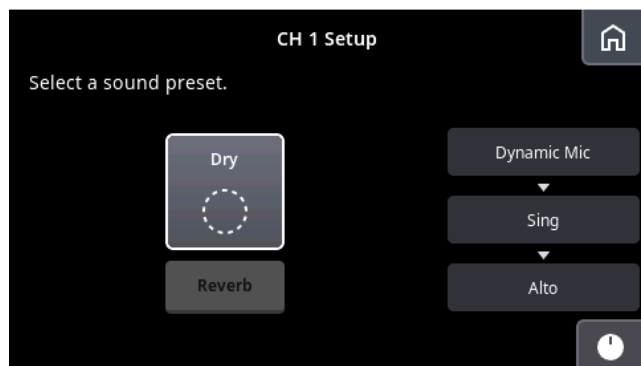 CH 1 Setup
Select a sound preset.
Dry
Reverb
Dynamic Mic
Sing
Alto